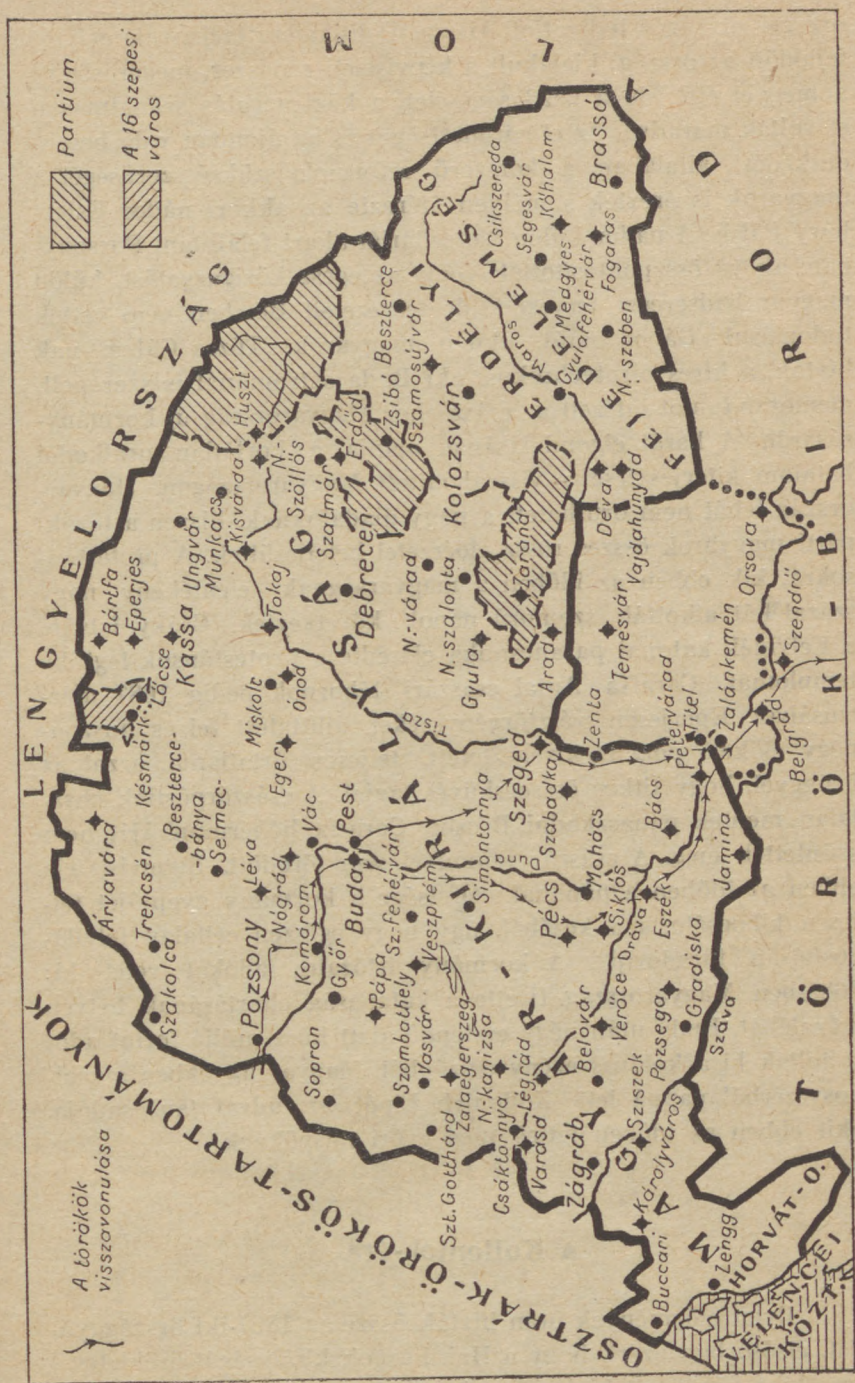 A törökök
visszavonulása
Partium
A 16 szepesi
város
LENGYELORSZÁG
OSZTRÁK-ÖRÖKÖS-TARTOMÁNYOK
MAGYAR-KIRÁLYSÁG
ERDÉLYI
FEJEDELEMSÉG
MOLDO
TÖRÖK-BIR
HORVÁT-O.
VELENCEI
KÖZT.
Árvavára
Trencsén
Szakolca
Késmárk
Lőcse
Bártfa
Eperjes
Kassa
Ungvár
Munkács
Kisvárda
Huszt
N.-
Szöllős
Szatmár
Erdőd
Zsibó
Beszterce
Szamosújvár
Kolozsvár
Beszterce-
-bánya
Selmec-
Léva
Nógrád
Vác
Pozsony
Komárom
Győr
Sopron
Buda
Pest
Miskolc
Ónod
Eger
Tokaj
Debrecen
N.-várad
N.-szalonta
Gyula
Zaránd
Arad
Tisza
Szeged
Szabadka
Zenta
Pápa
Sz-fehérvár
Veszprém
Simontornya
Duna
Szombathely
Vasvár
Zalaegerszeg
Szt.Gotthárd
N-kanizsa
Csáktornya
Légrád
Varasd
Zágráb
Belovár
Verőce
Dráva
Pécs
Mohács
Siklós
Eszék
Bács
Pétervárad
Titel
Zalánkemén
Jamina
Belgrád
Szendrő
Orsova
Temesvár
Sziszek
Pozsega
Gradiska
Száva
Károlyváros
Buccari
Zengg
Déva
Vajdahunyad
Maros
Gyulafehérvár
Medgyes
N.-szeben
Fogaras
Segesvár
Kőhalom
Csikszereda
Brassó